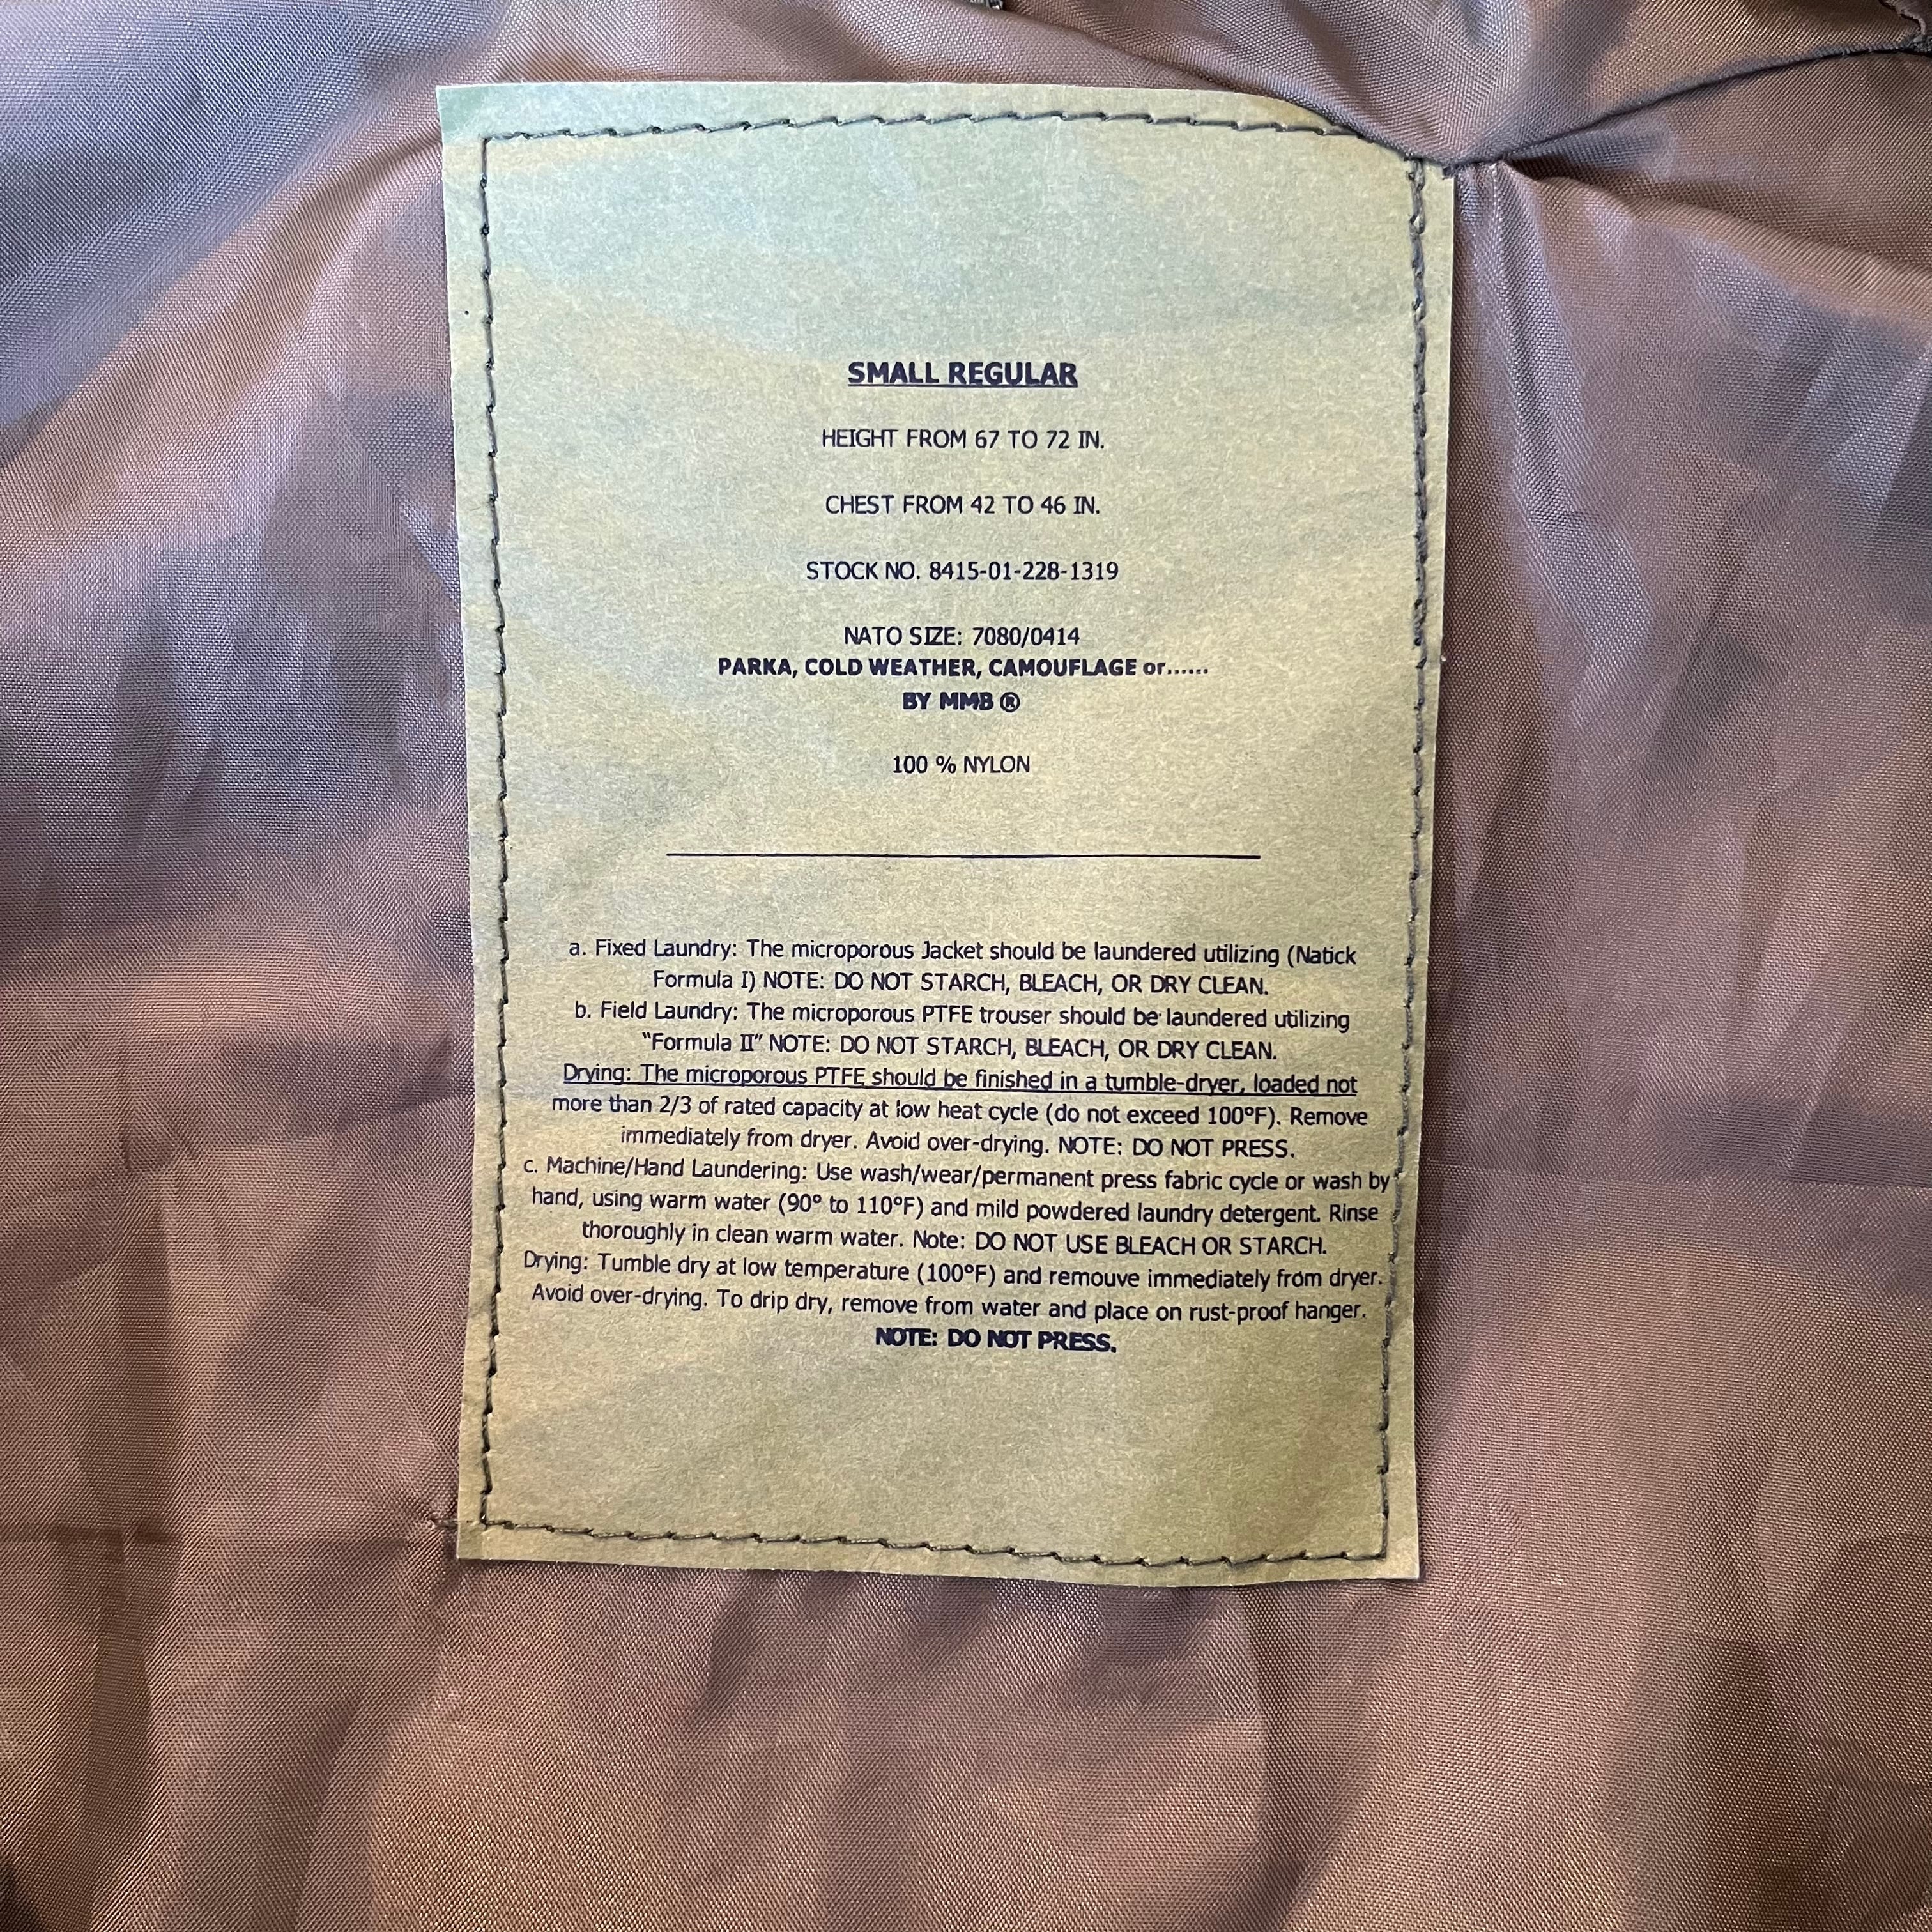 SMALL REGULAR
HEIGHT FROM 67 TO 72 IN.
CHEST FROM 42 TO 46 IN.
STOCK NO. 8415-01-228-1319
NATO SIZE: 7080/0414
PARKA, COLD WEATHER, CAMOUFLAGE or......
BY MMB ®
100 % NYLON
a. Fixed Laundry: The microporous Jacket should be laundered utilizing (Natick
Formula I) NOTE: DO NOT STARCH, BLEACH, OR DRY CLEAN.
b. Field Laundry: The microporous PTFE trouser should be laundered utilizing
"Formula II" NOTE: DO NOT STARCH, BLEACH, OR DRY CLEAN.
Drying: The microporous PTFE should be finished in a tumble-dryer, loaded not
more than 2/3 of rated capacity at low heat cycle (do not exceed 100°F). Remove
immediately from dryer. Avoid over-drying. NOTE: DO NOT PRESS.
c. Machine/Hand Laundering: Use wash/wear/permanent press fabric cycle or wash by
hand, using warm water (90° to 110°F) and mild powdered laundry detergent. Rinse
thoroughly in clean warm water. Note: DO NOT USE BLEACH OR STARCH.
Drying: Tumble dry at low temperature (100°F) and remouve immediately from dryer.
Avoid over-drying. To drip dry, remove from water and place on rust-proof hanger.
NOTE: DO NOT PRESS.